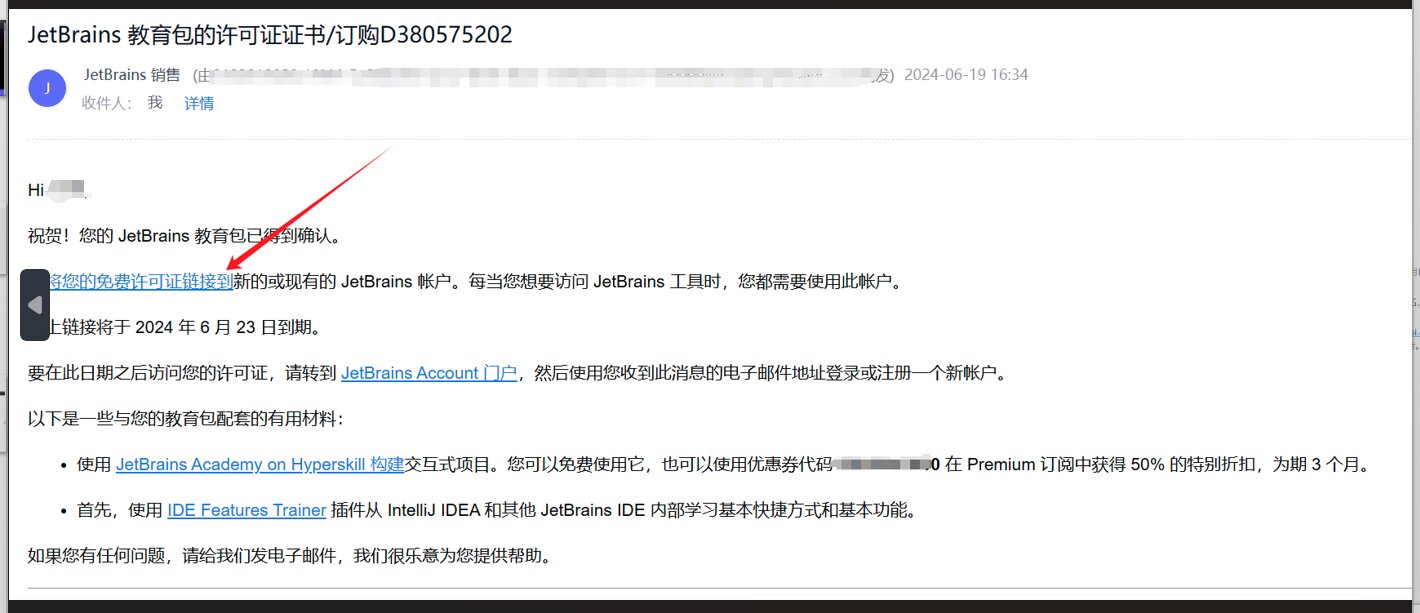 JetBrains 教育包的许可证证书/订购D380575202
J
JetBrains 销售 (由 发) 2024-06-19 16:34
收件人: 我 详情
Hi
祝贺！您的 JetBrains 教育包已得到确认。
将您的免费许可证链接到新的或现有的 JetBrains 帐户。每当您想要访问 JetBrains 工具时，您都需要使用此帐户。
上链接将于 2024 年 6 月 23 日到期。
要在此日期之后访问您的许可证，请转到 JetBrains Account 门户，然后使用您收到此消息的电子邮件地址登录或注册一个新帐户。
以下是一些与您的教育包配套的有用材料：
• 使用 JetBrains Academy on Hyperskill 构建交互式项目。您可以免费使用它，也可以使用优惠券代码 0 在 Premium 订阅中获得 50% 的特别折扣，为期 3 个月。
• 首先，使用 IDE Features Trainer 插件从 IntelliJ IDEA 和其他 JetBrains IDE 内部学习基本快捷方式和基本功能。
如果您有任何问题，请给我们发电子邮件，我们很乐意为您提供帮助。